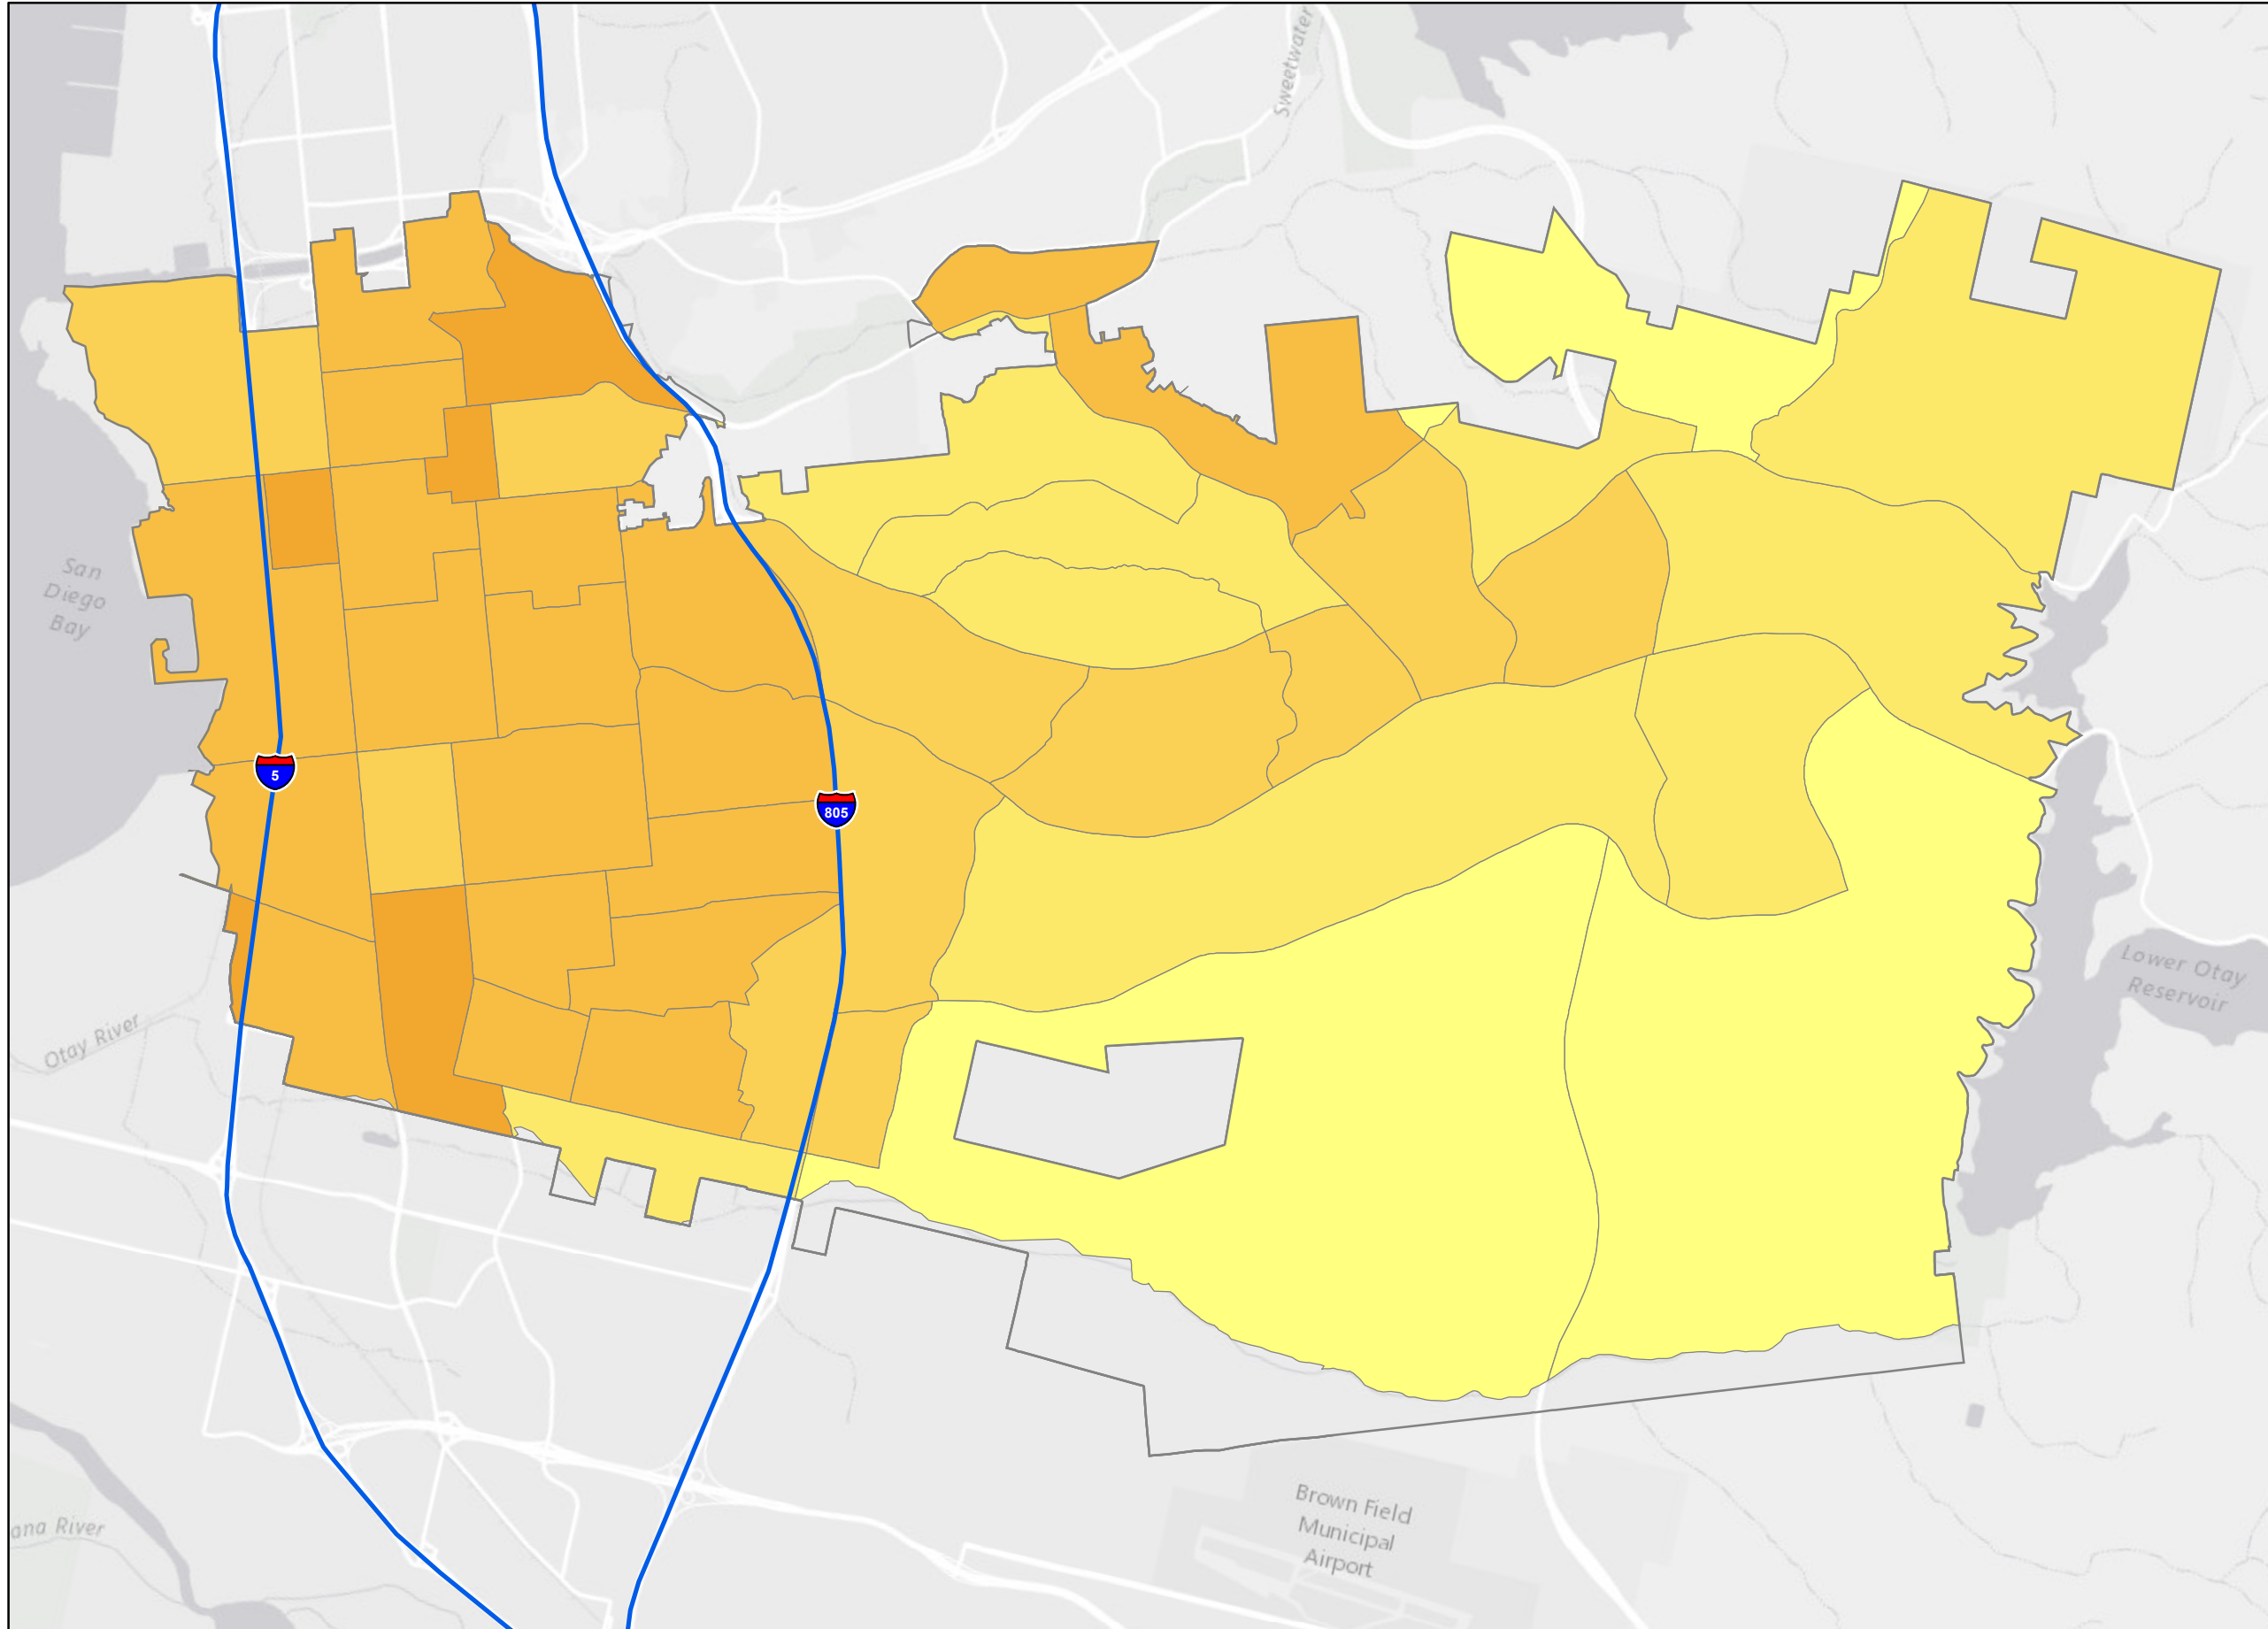 Sweetwater
San
Diego
Bay
5
805
Lower Otay
Reservoir
Otay River
Brown Field
Municipal
Airport
ana River